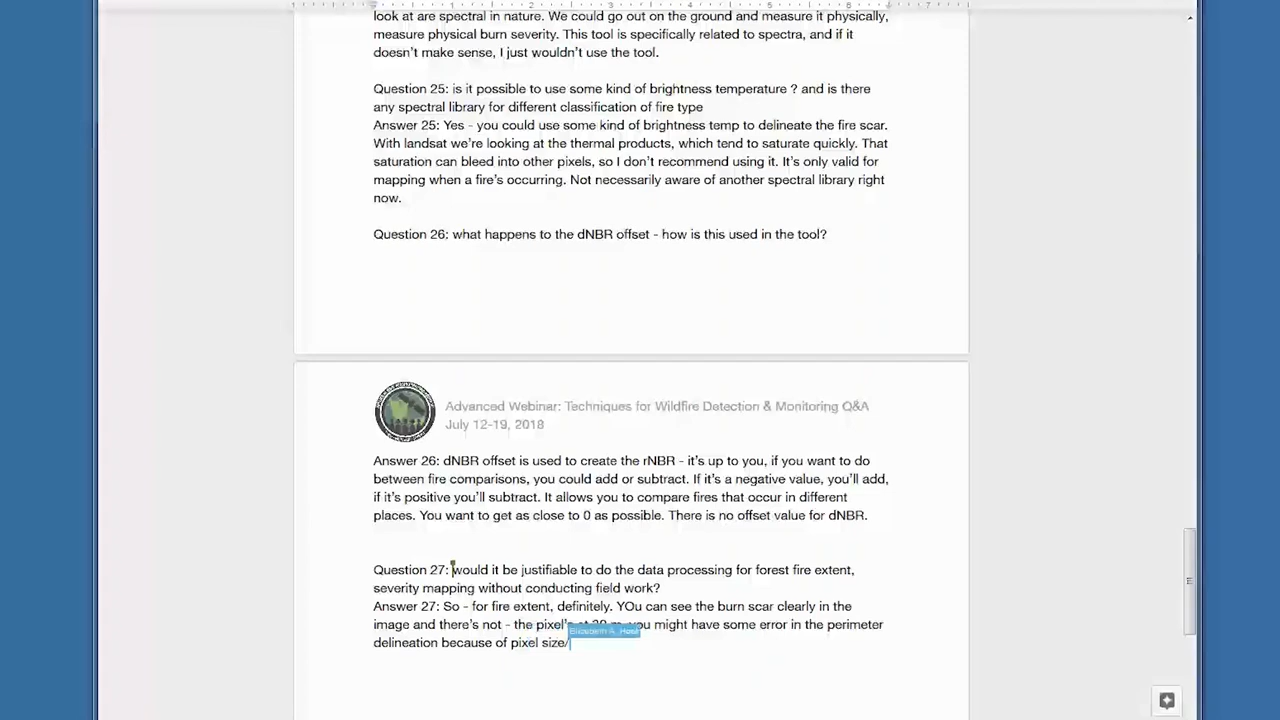 look at are spectral in nature. We could go out on the ground and measure it physically,
measure physical burn severity. This tool is specifically related to spectra, and if it
doesn't make sense, I just wouldn't use the tool.
Question 25: is it possible to use some kind of brightness temperature ? and is there
any spectral library for different classification of fire type
Answer 25: Yes - you could use some kind of brightness temp to delineate the fire scar.
With landsat we're looking at the thermal products, which tend to saturate quickly. That
saturation can bleed into other pixels, so I don't recommend using it. It's only valid for
mapping when a fire's occurring. Not necessarily aware of another spectral library right
now.
Question 26: what happens to the dNBR offset - how is this used in the tool?
Advanced Webinar: Techniques for Wildfire Detection & Monitoring Q&A
July 12-19, 2018
Answer 26: dNBR offset is used to create the rNBR - it's up to you, if you want to do
between fire comparisons, you could add or subtract. If it's a negative value, you'll add,
if it's positive you'll subtract. It allows you to compare fires that occur in different
places. You want to get as close to 0 as possible. There is no offset value for dNBR.
Question 27: would it be justifiable to do the data processing for forest fire extent,
severity mapping without conducting field work?
Answer 27: So - for fire extent, definitely. YOu can see the burn scar clearly in the
image and there's not - the pixel's at 30 m, you might have some error in the perimeter
Elizabeth A.
delineation because of pixel size/